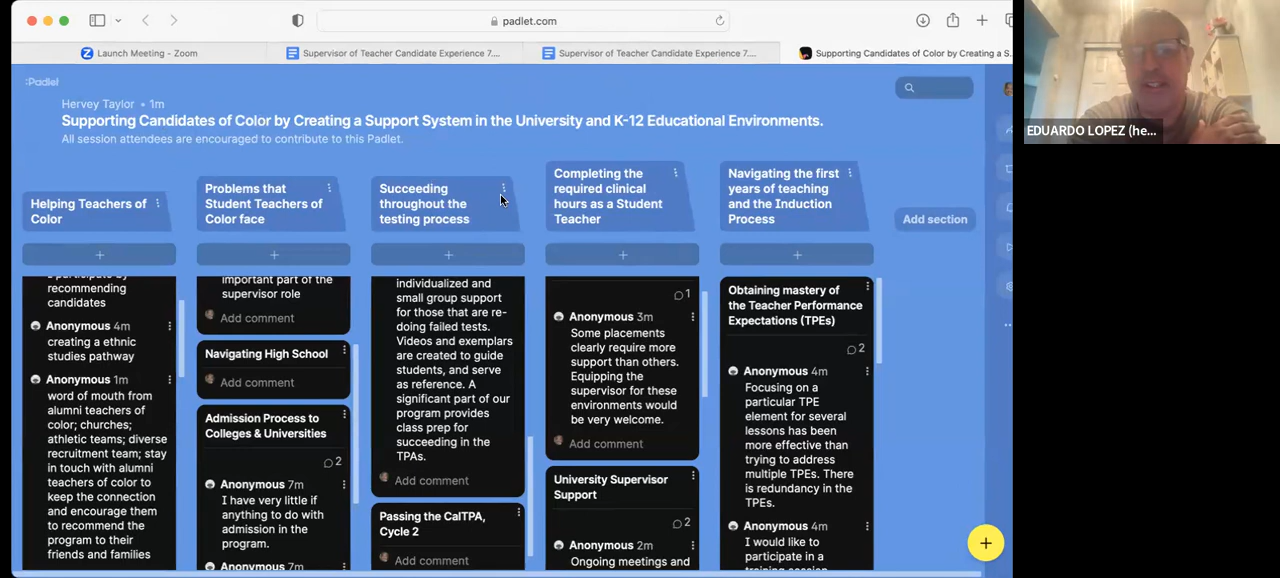 padlet.com
Launch Meeting - Zoom
Supervisor of Teacher Candidate Experience 7....
Supervisor of Teacher Candidate Experience 7....
Supporting Candidates of Color by Creating a S...
:Padlet
Hervey Taylor • 1m
Supporting Candidates of Color by Creating a Support System in the University and K-12 Educational Environments.
All session attendees are encouraged to contribute to this Padlet.
Helping Teachers of
Color
candidates
Anonymous 4m
creating a ethnic
studies pathway
Anonymous 1m
word of mouth from
alumni teachers of
color; churches;
athletic teams; diverse
recruitment team; stay
in touch with alumni
teachers of color to
keep the connection
and encourage them
to recommend the
program to their
friends and families
Problems that
Student Teachers of
Color face
important part of the
supervisor role
Add comment
Navigating High School
Add comment
Admission Process to
Colleges & Universities
2
Anonymous 7m
I have very little if
anything to do with
admission in the
program.
Anonymous 7m
Succeeding
throughout the
testing process
individualized and
small group support
for those that are re-
doing failed tests.
Videos and exemplars
are created to guide
students, and serve
as reference. A
significant part of our
program provides
class prep for
succeeding in the
TPAs.
Add comment
Passing the CalTPA,
Cycle 2
Add comment
Completing the
required clinical
hours as a Student
Teacher
1
Anonymous 3m
Some placements
clearly require more
support than others.
Equipping the
supervisor for these
environments would
be very welcome.
Add comment
University Supervisor
Support
2
Anonymous 2m
Ongoing meetings and
Navigating the first
years of teaching
and the Induction
Process
Obtaining mastery of
the Teacher Performance
Expectations (TPEs)
2
Anonymous 4m
Focusing on a
particular TPE
element for several
lessons has been
more effective than
trying to address
multiple TPEs. There
is redundancy in the
TPEs.
Anonymous 4m
I would like to
participate in a
training session
Add section
EDUARDO LOPEZ (he...